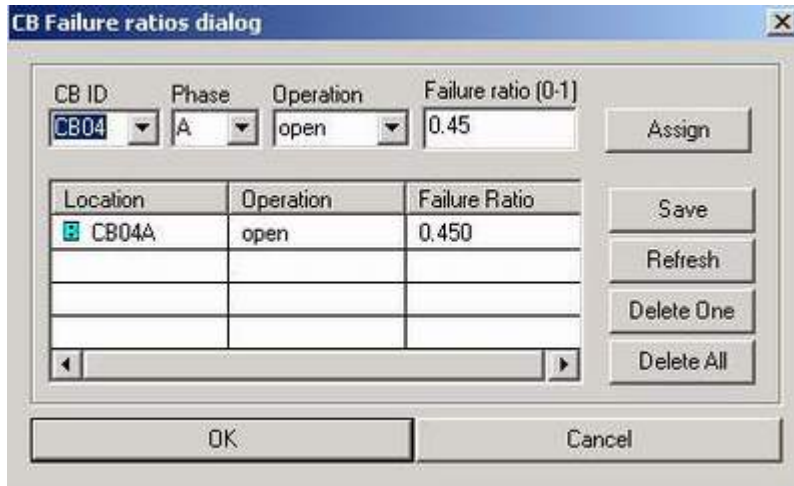 CB Failure ratios dialog
CB ID Phase Operation Failure ratio (0-1)
CB04 A open 0.45 Assign
Location Operation Failure Ratio
CB04A open 0.450
Save
Refresh
Delete One
Delete All
OK Cancel